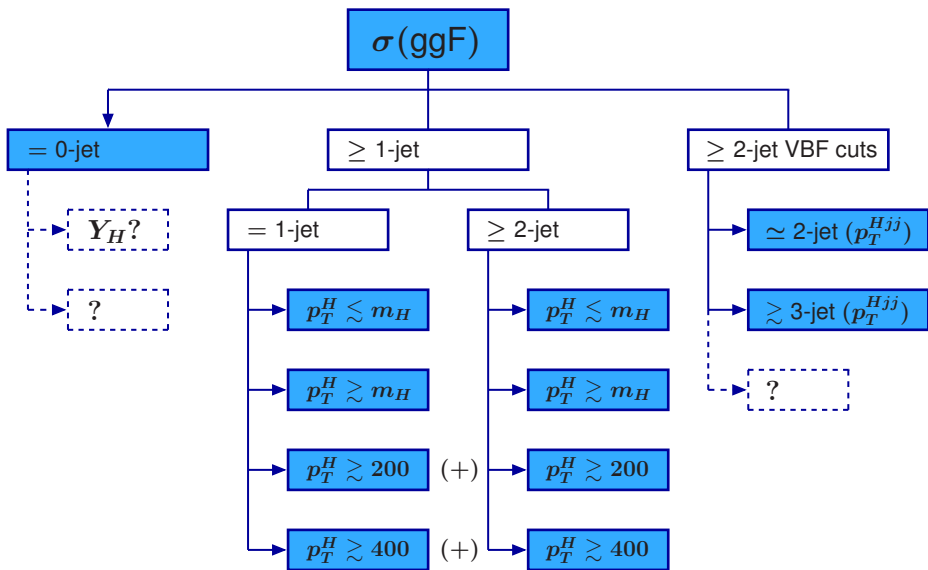 σ(ggF)
= 0-jet
≥ 1-jet
≥ 2-jet VBF cuts
Y_H?
= 1-jet
≥ 2-jet
≃ 2-jet (p_T^{Hjj})
?
p_T^H ≲ m_H
p_T^H ≲ m_H
≳ 3-jet (p_T^{Hjj})
p_T^H ≳ m_H
p_T^H ≳ m_H
?
p_T^H ≳ 200 (+) p_T^H ≳ 200
p_T^H ≳ 400 (+) p_T^H ≳ 400